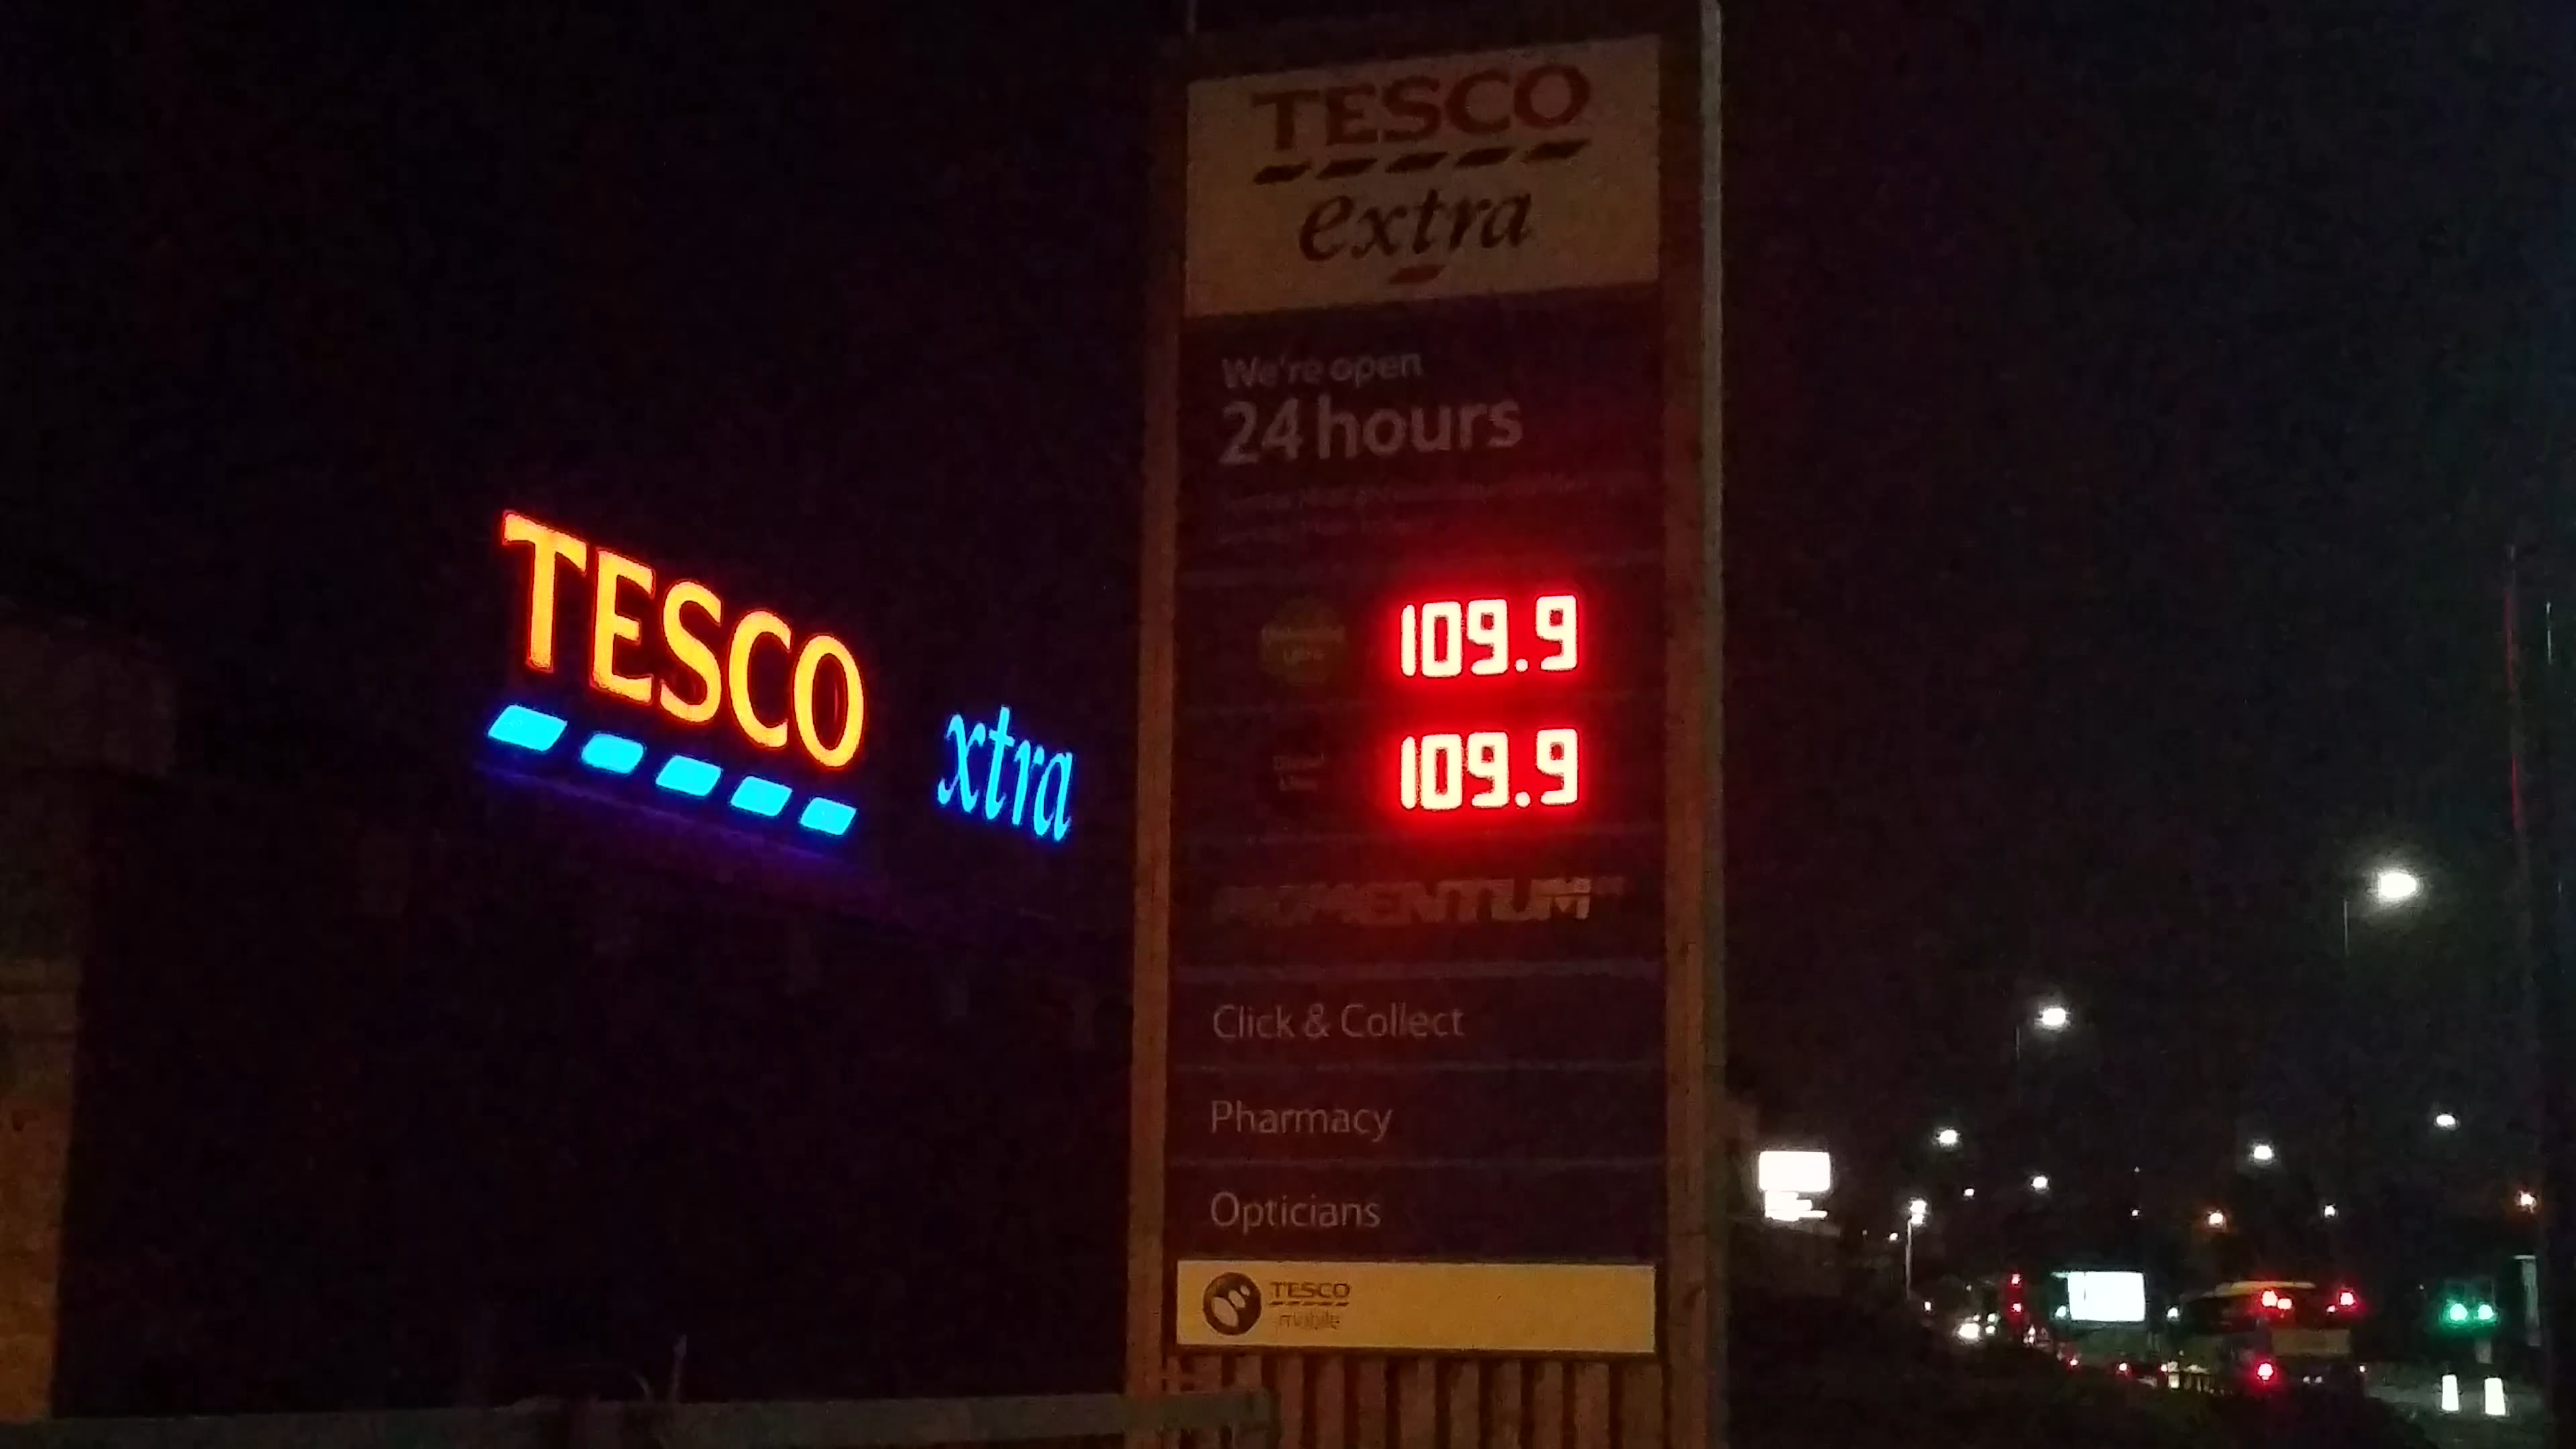 TESCO
xtra
TESCO
extra
We're open
24 hours
109.9
109.9
MOMENTUM
Click & Collect
Pharmacy
Opticians
TESCO
mobile